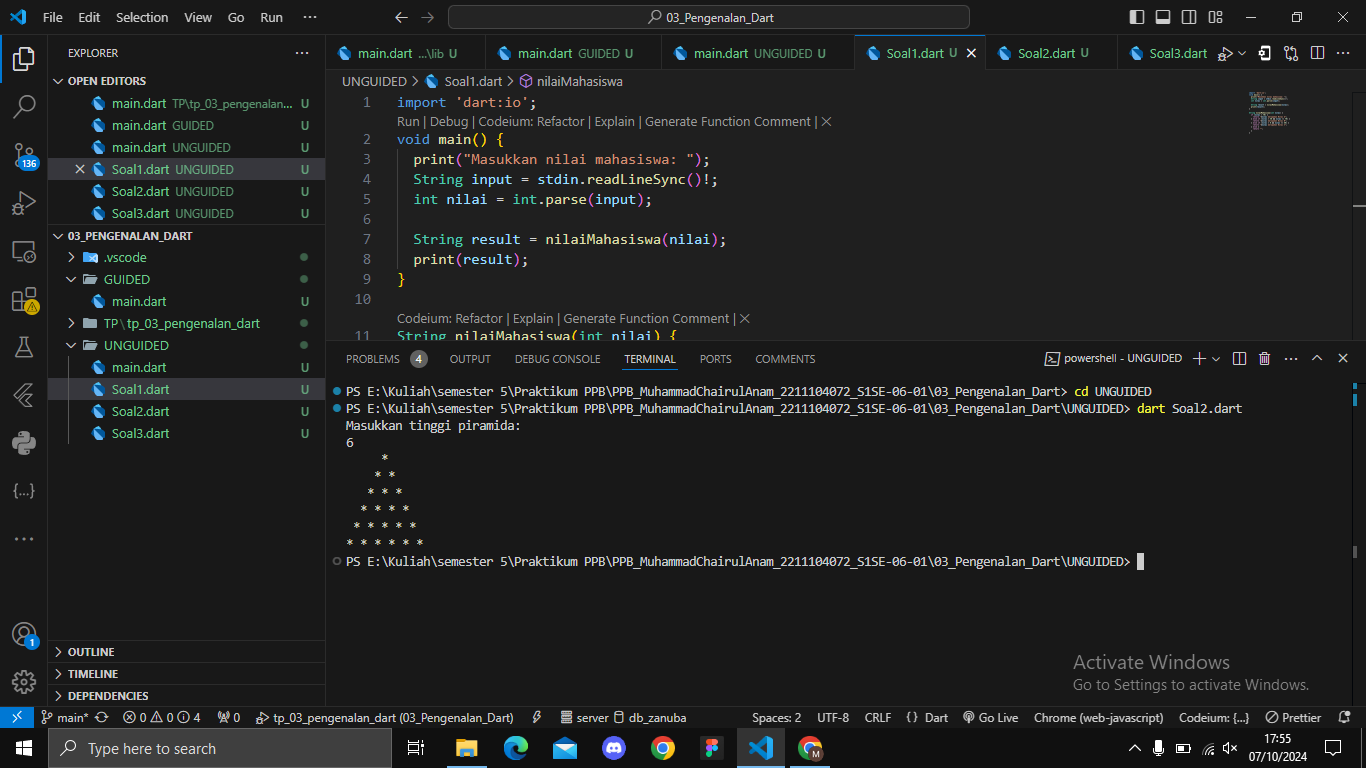 File Edit Selection View Go Run ··· 03_Pengenalan_Dart
EXPLORER ···
OPEN EDITORS
main.dart TP\tp_03_pengenalan... U
main.dart GUIDED U
main.dart UNGUIDED U
Soal1.dart UNGUIDED U
Soal2.dart UNGUIDED U
Soal3.dart UNGUIDED U
03_PENGENALAN_DART
.vscode
GUIDED
main.dart U
TP\tp_03_pengenalan_dart
UNGUIDED
main.dart U
Soal1.dart U
Soal2.dart U
Soal3.dart U
OUTLINE
TIMELINE
DEPENDENCIES
136
1
main.dart ...\lib U main.dart GUIDED U main.dart UNGUIDED U Soal1.dart U Soal2.dart U Soal3.dart
UNGUIDED > Soal1.dart > nilaiMahasiswa
1 import 'dart:io';
Run | Debug | Codeium: Refactor | Explain | Generate Function Comment | ×
2 void main() {
3 print("Masukkan nilai mahasiswa: ");
4 String input = stdin.readLineSync()!;
5 int nilai = int.parse(input);
6
7 String result = nilaiMahasiswa(nilai);
8 print(result);
9 }
10
Codeium: Refactor | Explain | Generate Function Comment | ×
11 String nilaiMahasiswa(int nilai) {
PROBLEMS 4 OUTPUT DEBUG CONSOLE TERMINAL PORTS COMMENTS powershell - UNGUIDED
PS E:\Kuliah\semester 5\Praktikum PPB\PPB_MuhammadChairulAnam_2211104072_S1SE-06-01\03_Pengenalan_Dart> cd UNGUIDED
PS E:\Kuliah\semester 5\Praktikum PPB\PPB_MuhammadChairulAnam_2211104072_S1SE-06-01\03_Pengenalan_Dart\UNGUIDED> dart Soal2.dart
Masukkan tinggi piramida:
6
*
* *
* * *
* * * *
* * * * *
* * * * * *
PS E:\Kuliah\semester 5\Praktikum PPB\PPB_MuhammadChairulAnam_2211104072_S1SE-06-01\03_Pengenalan_Dart\UNGUIDED>
Activate Windows
Go to Settings to activate Windows.
main* 0 0 4 0 tp_03_pengenalan_dart (03_Pengenalan_Dart) server db_zanuba Spaces: 2 UTF-8 CRLF {} Dart Go Live Chrome (web-javascript) Codeium: {...} Prettier
Type here to search
M
17:55
07/10/2024